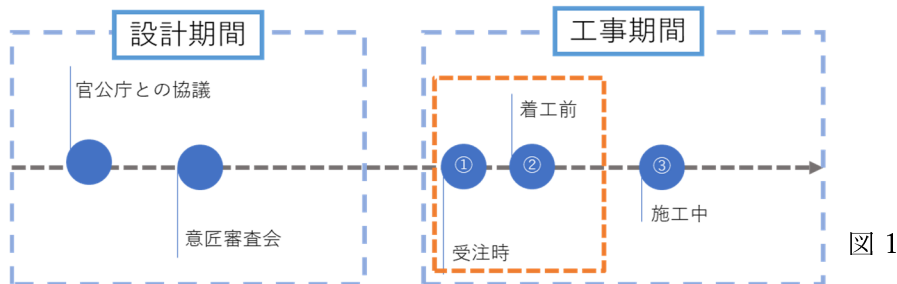 設計期間
工事期間
官公庁との協議
着工前
①
②
③
意匠審査会
受注時
施工中
図 1